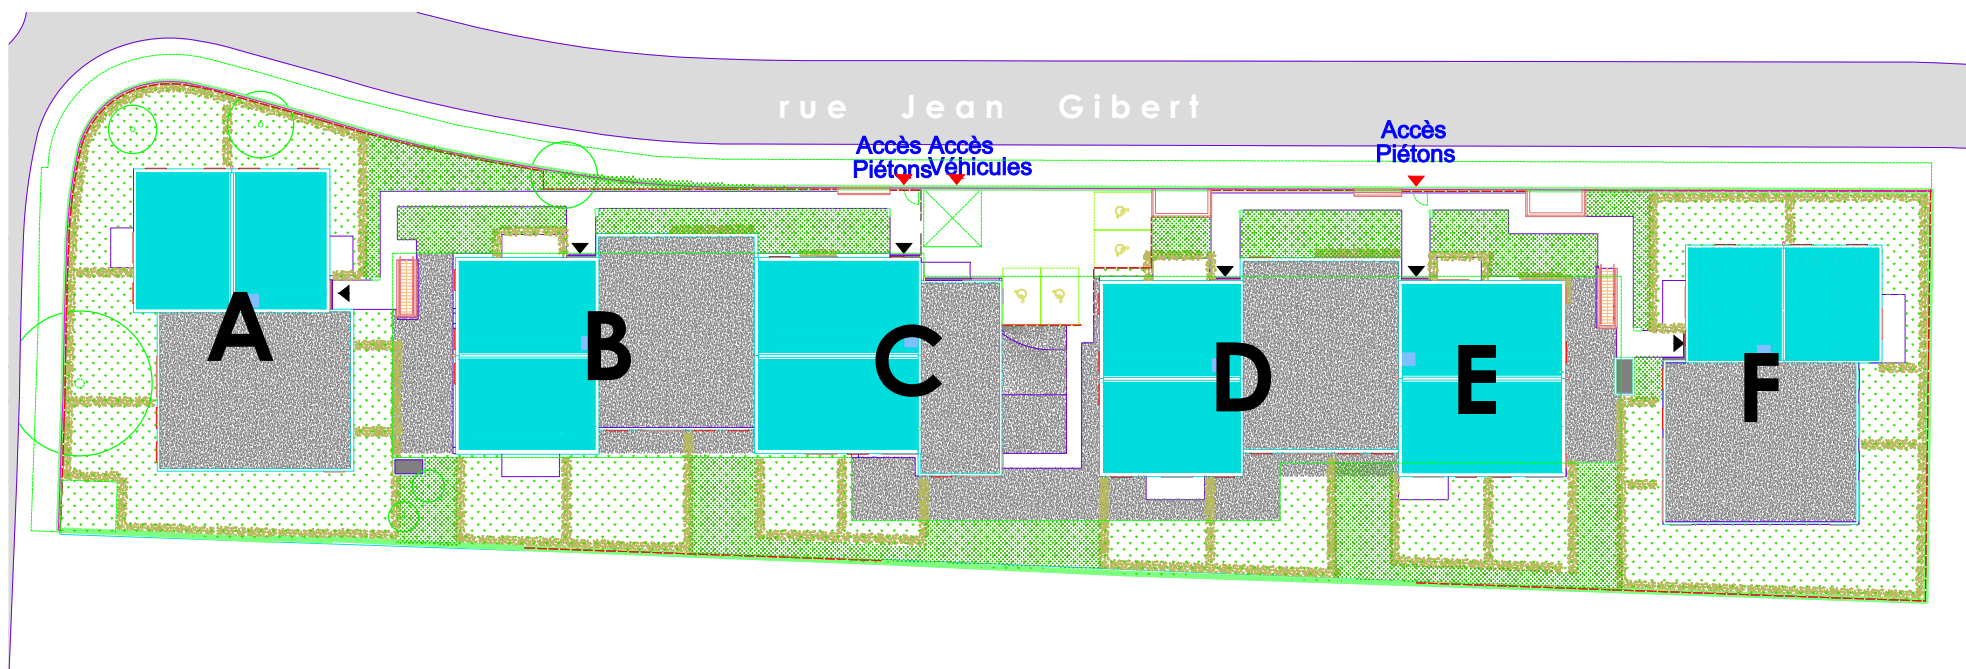 rue Jean Gibert
Accès
Piétons
Accès
Véhicules
Accès
Piétons
A
B
C
D
E
F